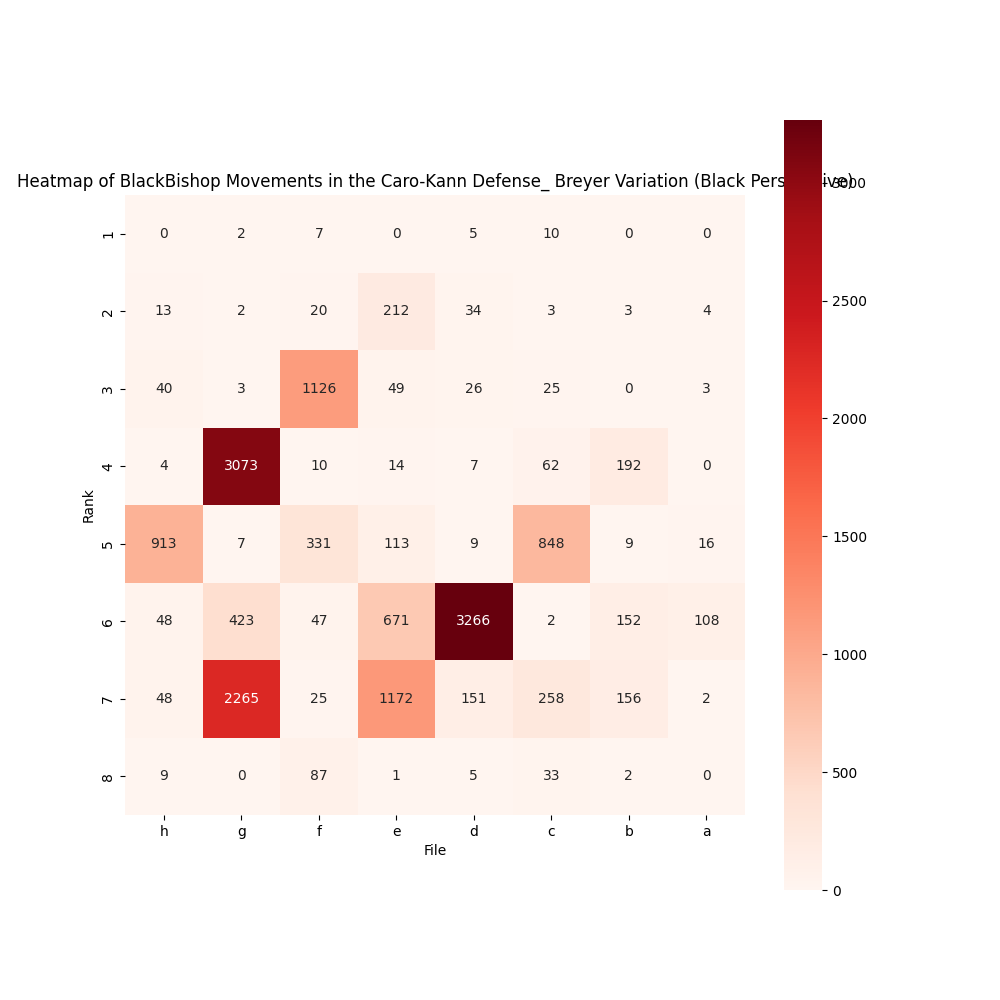 Heatmap of BlackBishop Movements in the Caro-Kann Defense_ Breyer Variation (Black Perspective)
3000
1 0 2 7 0 5 10 0 0
2 13 2 20 212 34 3 3 4
2500
3 40 3 1126 49 26 25 0 3
2000
4 4 3073 10 14 7 62 192 0
Rank
1500
5 913 7 331 113 9 848 9 16
6 48 423 47 671 3266 2 152 108
1000
7 48 2265 25 1172 151 258 156 2
500
8 9 0 87 1 5 33 2 0
h g f e d c b a
File
0